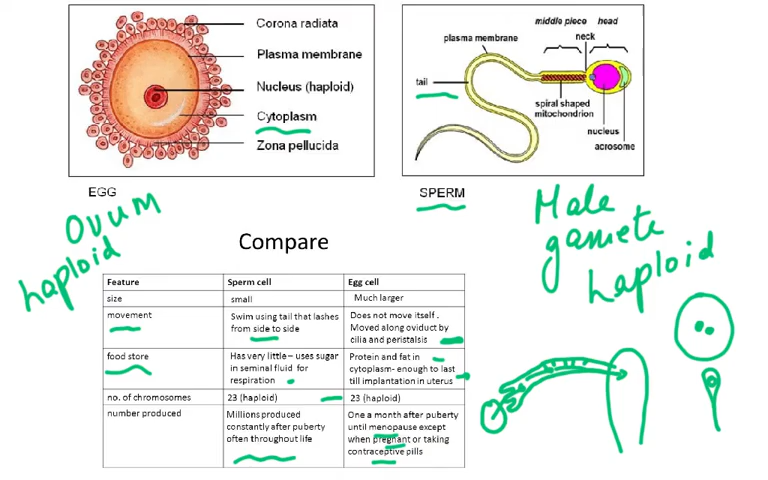 Corona radiata
Plasma membrane
Nucleus (haploid)
Cytoplasm
Zona pellucida
EGG
middle piece head
neck
plasma membrane
tail
spiral shaped
mitochondrion
nucleus
acrosome
SPERM
Ovum
haploid
Male
gamete
haploid
Compare
Feature Sperm cell Egg cell
size small Much larger
movement Swim using tail that lashes Does not move itself .
from side to side Moved along oviduct by
cilia and peristalsis
food store Has very little – uses sugar Protein and fat in
in seminal fluid for cytoplasm- enough to last
respiration till implantation in uterus
no. of chromosomes 23 (haploid) 23 (haploid)
number produced Millions produced One a month after puberty
constantly after puberty until menopause except
often throughout life when pregnant or taking
contraceptive pills